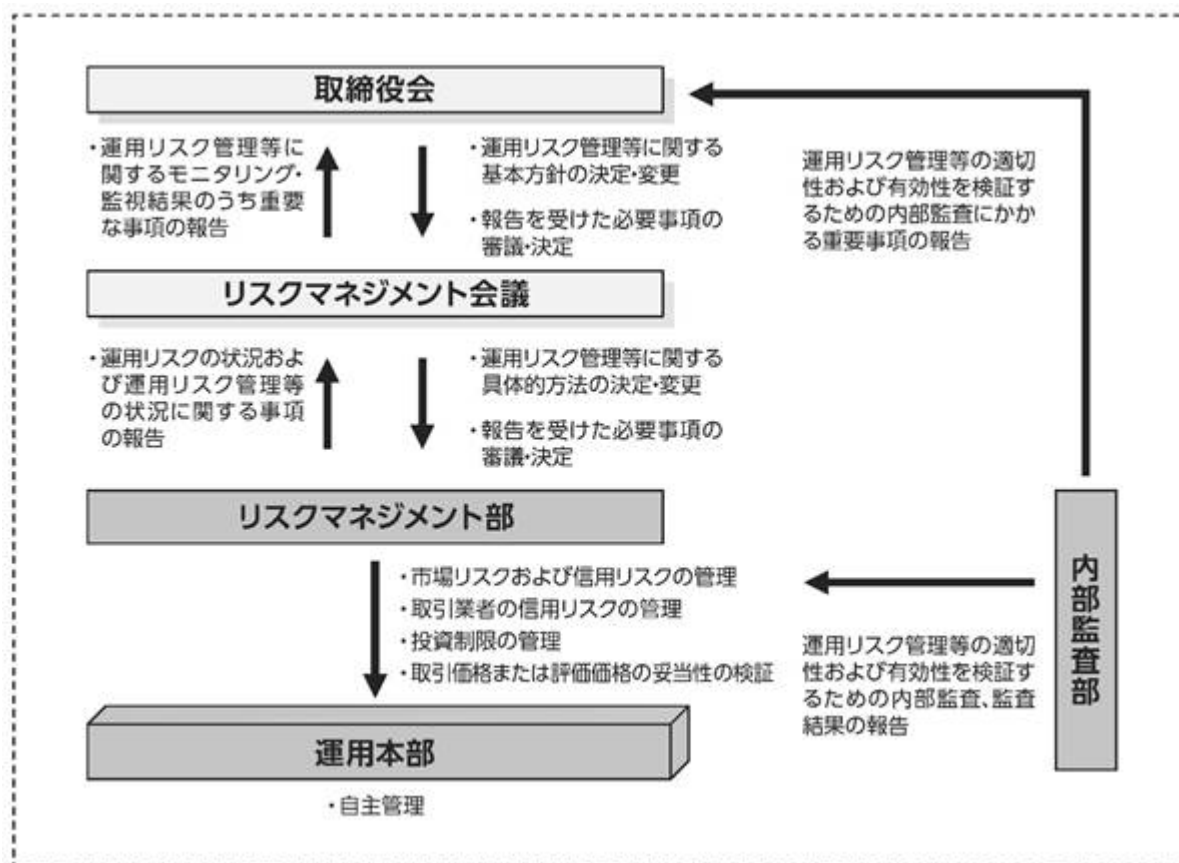 取締役会
・運用リスク管理等に
関するモニタリング・
監視結果のうち重要
な事項の報告
・運用リスク管理等に関する
基本方針の決定・変更
・報告を受けた必要事項の
審議・決定
運用リスク管理等の適切
性および有効性を検証す
るための内部監査にかか
る重要事項の報告
リスクマネジメント会議
・運用リスクの状況およ
び運用リスク管理等
の状況に関する事項
の報告
・運用リスク管理等に関する
具体的方法の決定・変更
・報告を受けた必要事項の
審議・決定
リスクマネジメント部
・市場リスクおよび信用リスクの管理
・取引業者の信用リスクの管理
・投資制限の管理
・取引価格または評価価格の妥当性の検証
運用リスク管理等の適切
性および有効性を検証す
るための内部監査、監査
結果の報告
内部監査部
運用本部
・自主管理